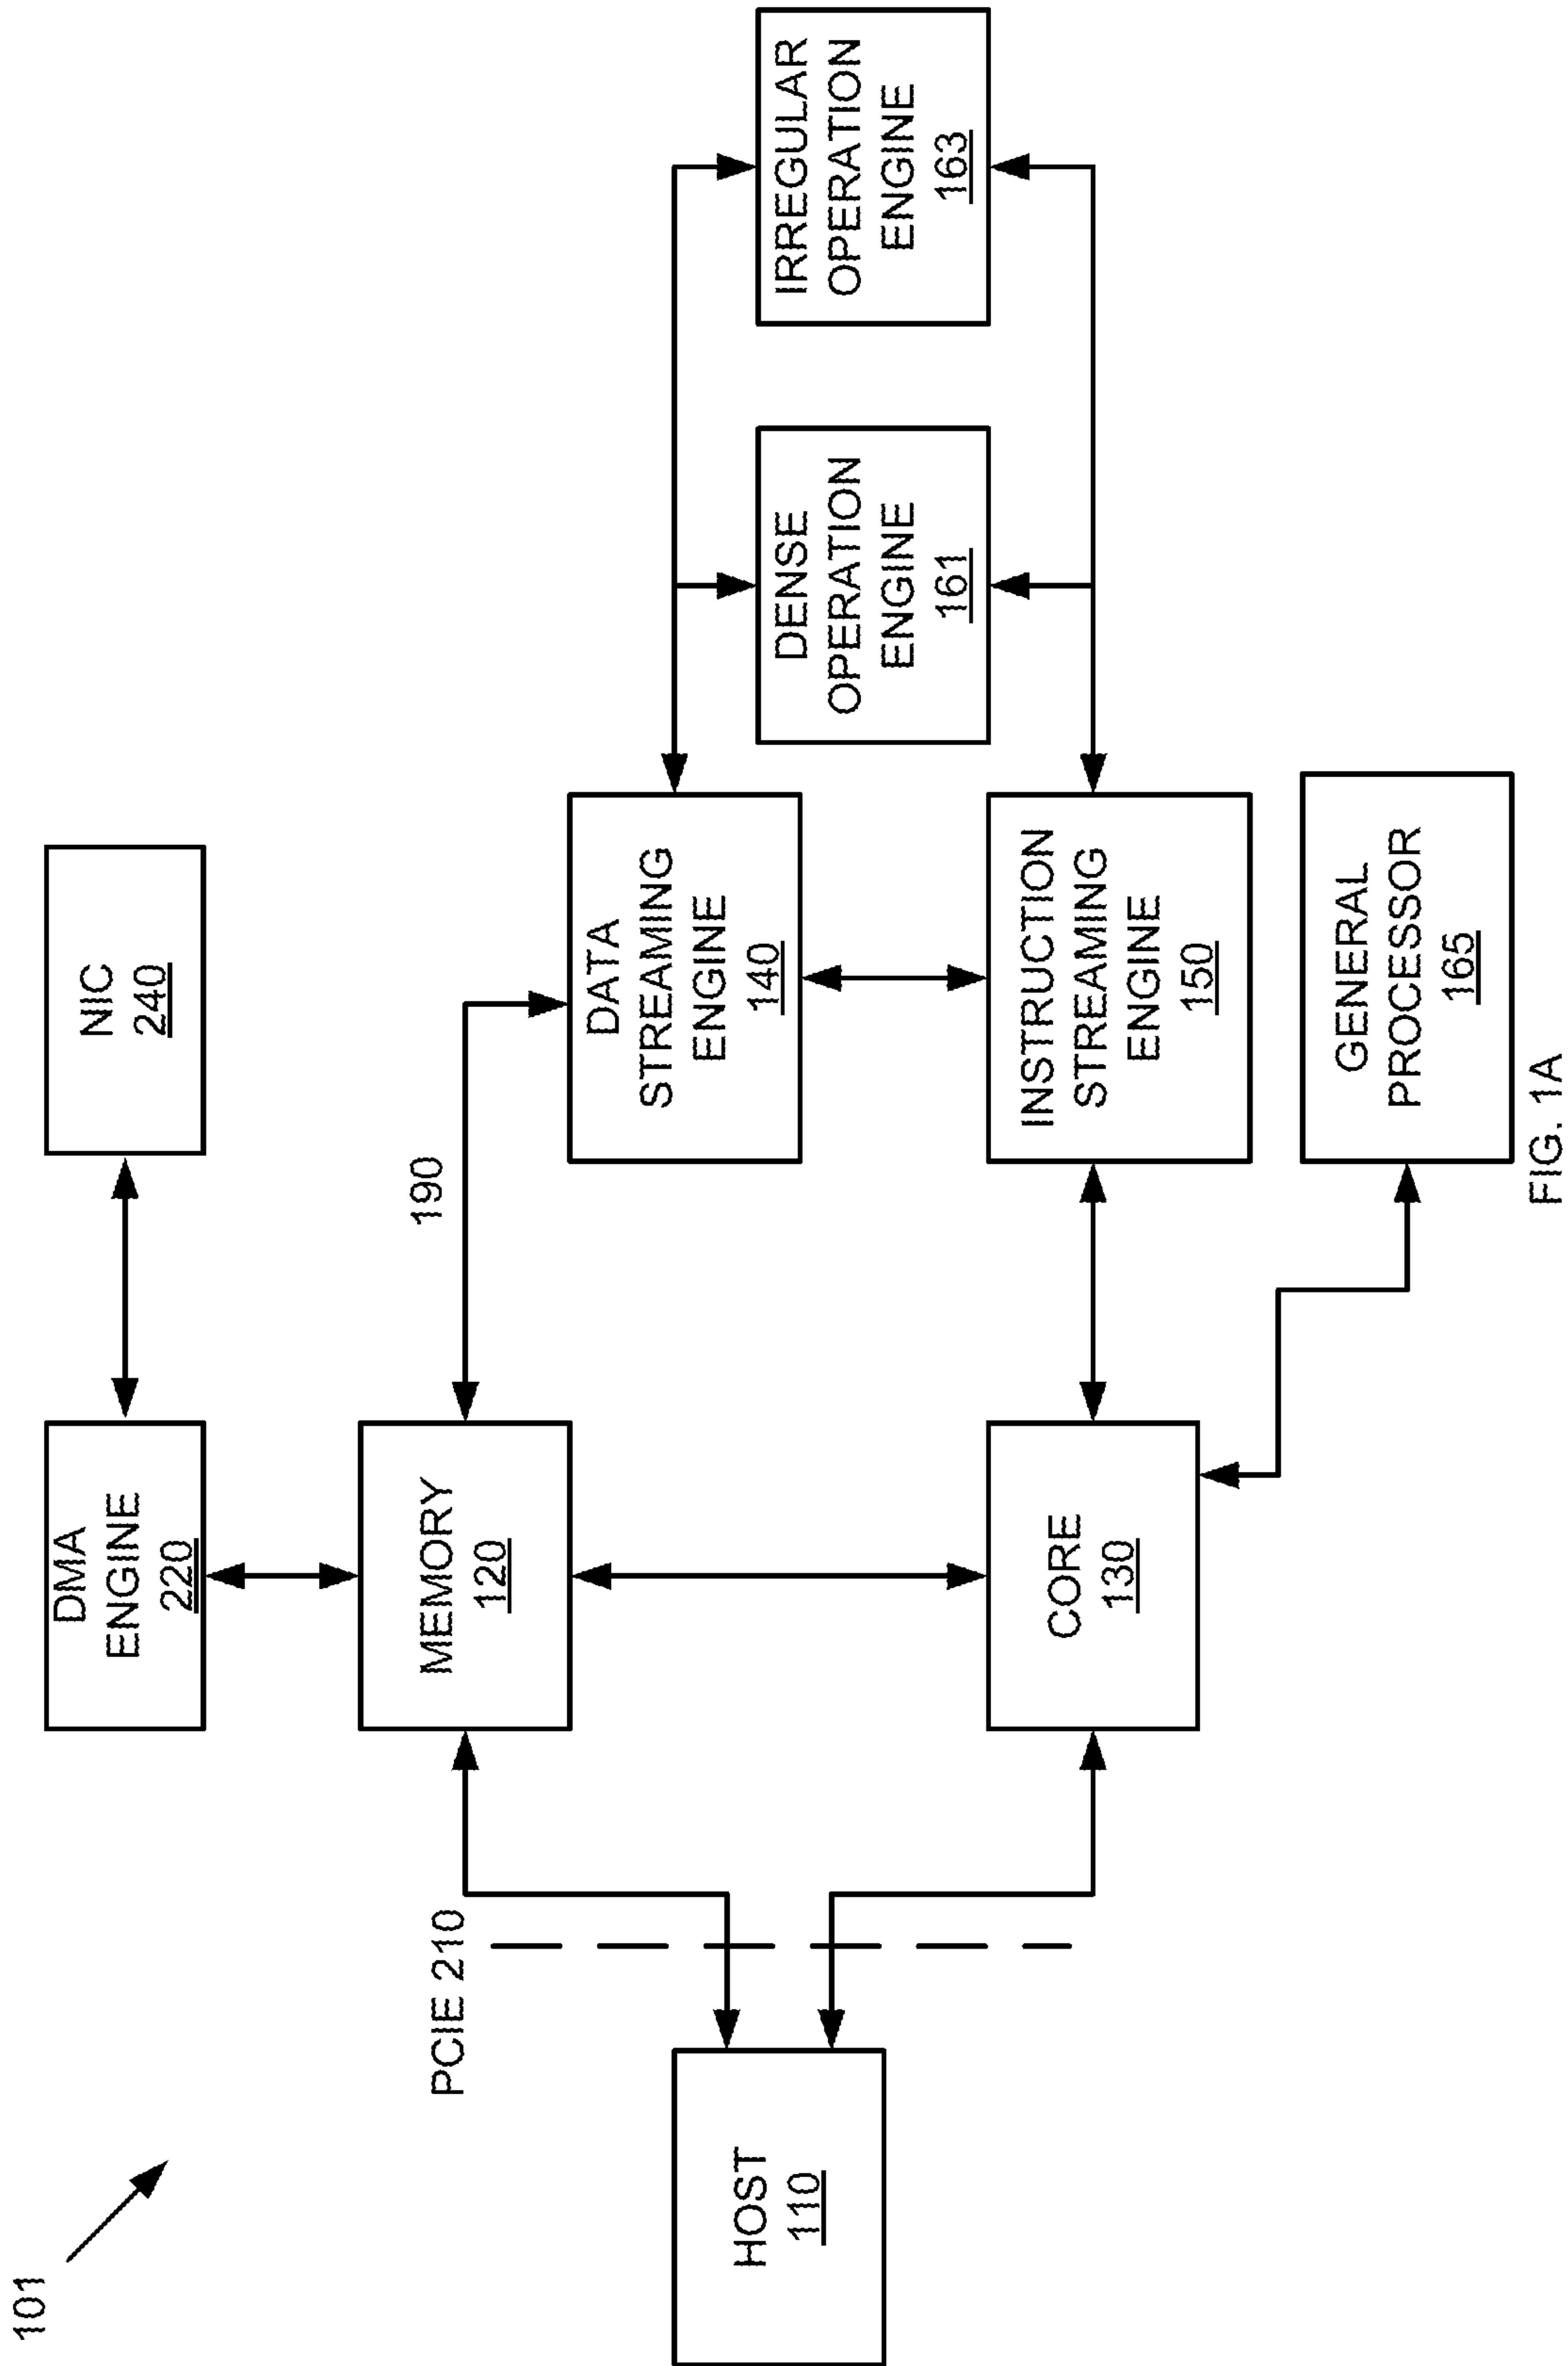 101
HOST
110
PCIE 210
DMA
ENGINE
220
NIC
240
MEMORY
120
190
CORE
130
DATA
STREAMING
ENGINE
140
INSTRUCTION
STREAMING
ENGINE
150
GENERAL
PROCESSOR
165
DENSE
OPERATION
ENGINE
161
IRREGULAR
OPERATION
ENGINE
163
FIG. 1A